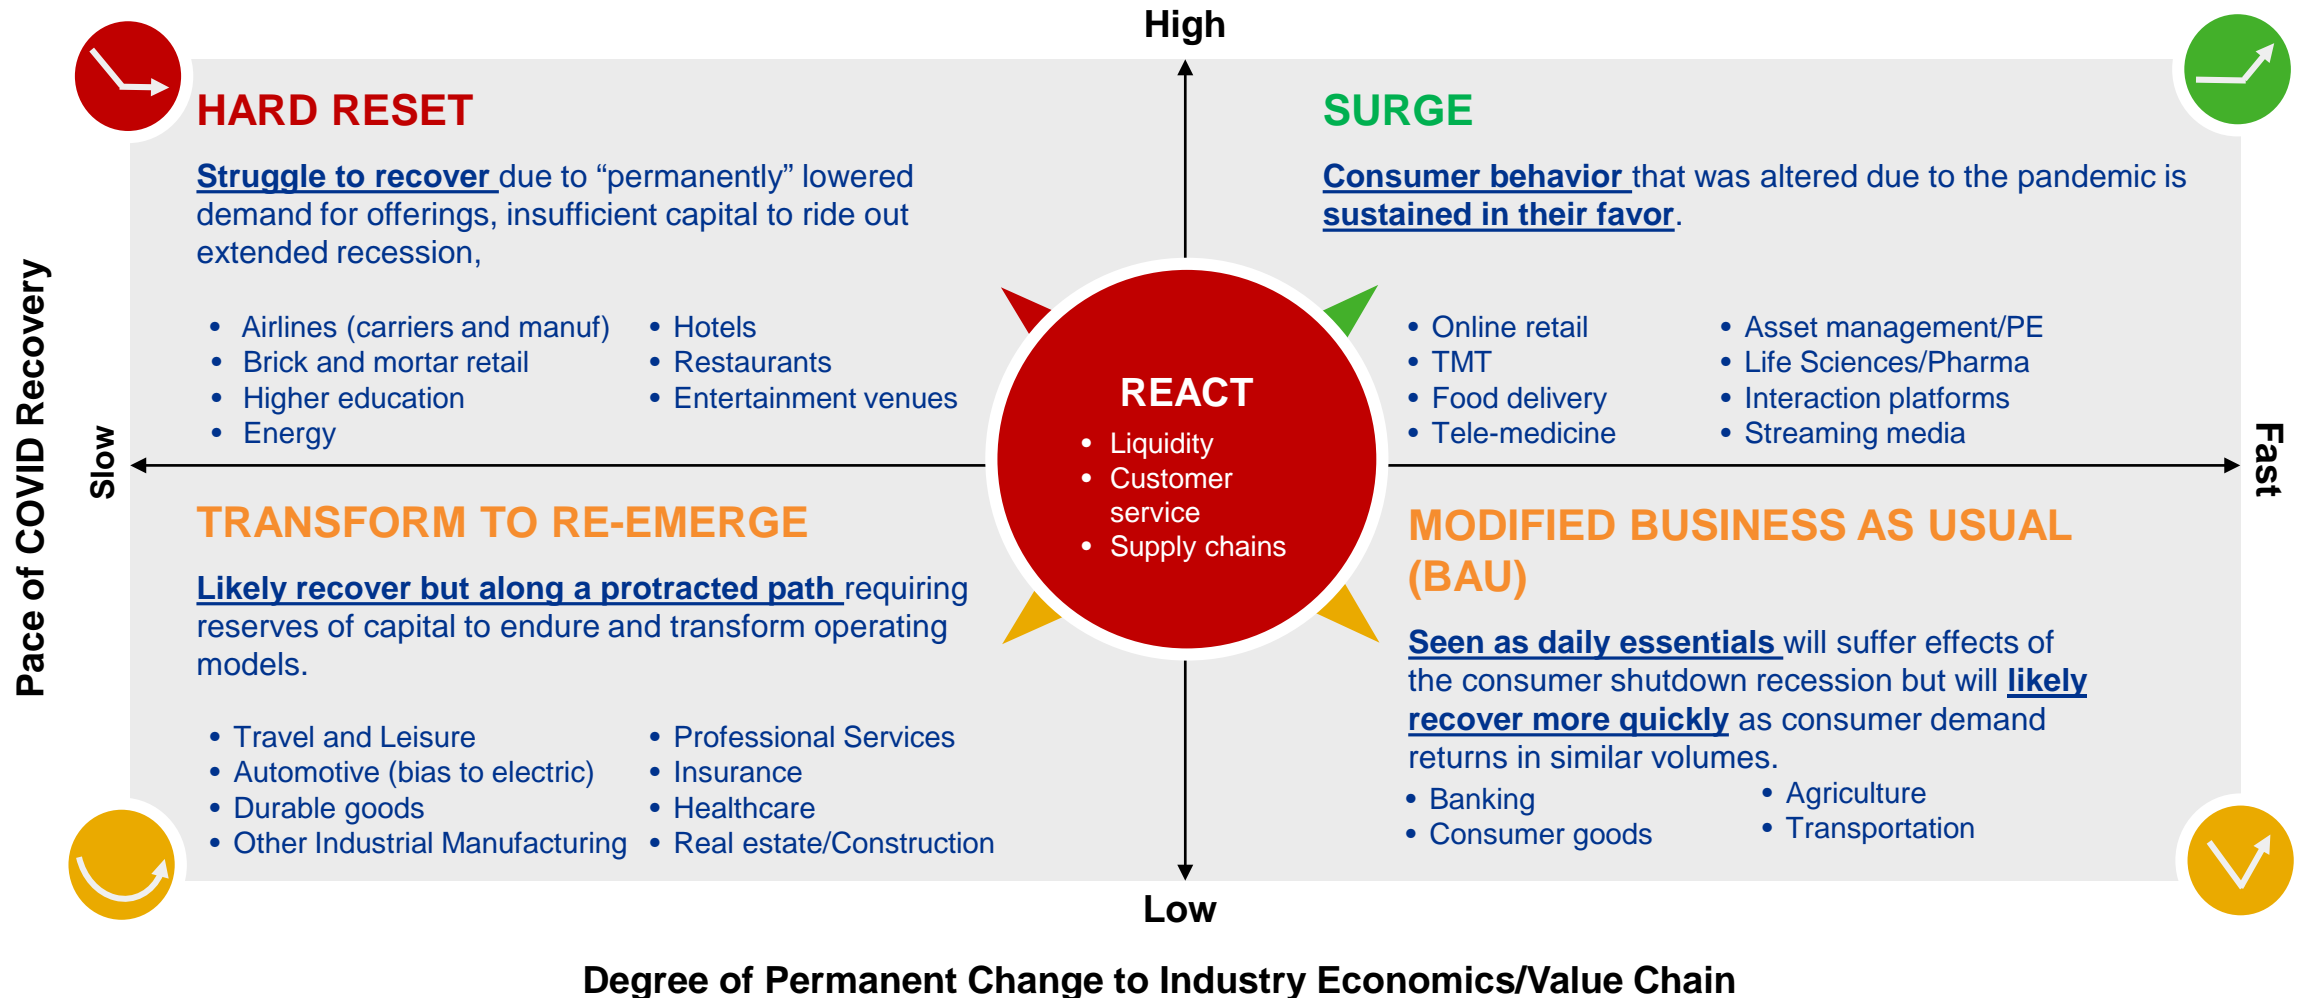 High
HARD RESET
Struggle to recover due to “permanently” lowered
demand for offerings, insufficient capital to ride out
extended recession,
• Airlines (carriers and manuf)
• Brick and mortar retail
• Higher education
• Energy
• Hotels
• Restaurants
• Entertainment venues
SURGE
Consumer behavior that was altered due to the pandemic is
sustained in their favor.
• Online retail
• TMT
• Food delivery
• Tele-medicine
• Asset management/PE
• Life Sciences/Pharma
• Interaction platforms
• Streaming media
Pace of COVID Recovery
Slow
REACT
• Liquidity
• Customer
service
• Supply chains
Fast
TRANSFORM TO RE-EMERGE
Likely recover but along a protracted path requiring
reserves of capital to endure and transform operating
models.
• Travel and Leisure
• Automotive (bias to electric)
• Durable goods
• Other Industrial Manufacturing
• Professional Services
• Insurance
• Healthcare
• Real estate/Construction
MODIFIED BUSINESS AS USUAL
(BAU)
Seen as daily essentials will suffer effects of
the consumer shutdown recession but will likely
recover more quickly as consumer demand
returns in similar volumes.
• Banking
• Consumer goods
• Agriculture
• Transportation
Low
Degree of Permanent Change to Industry Economics/Value Chain